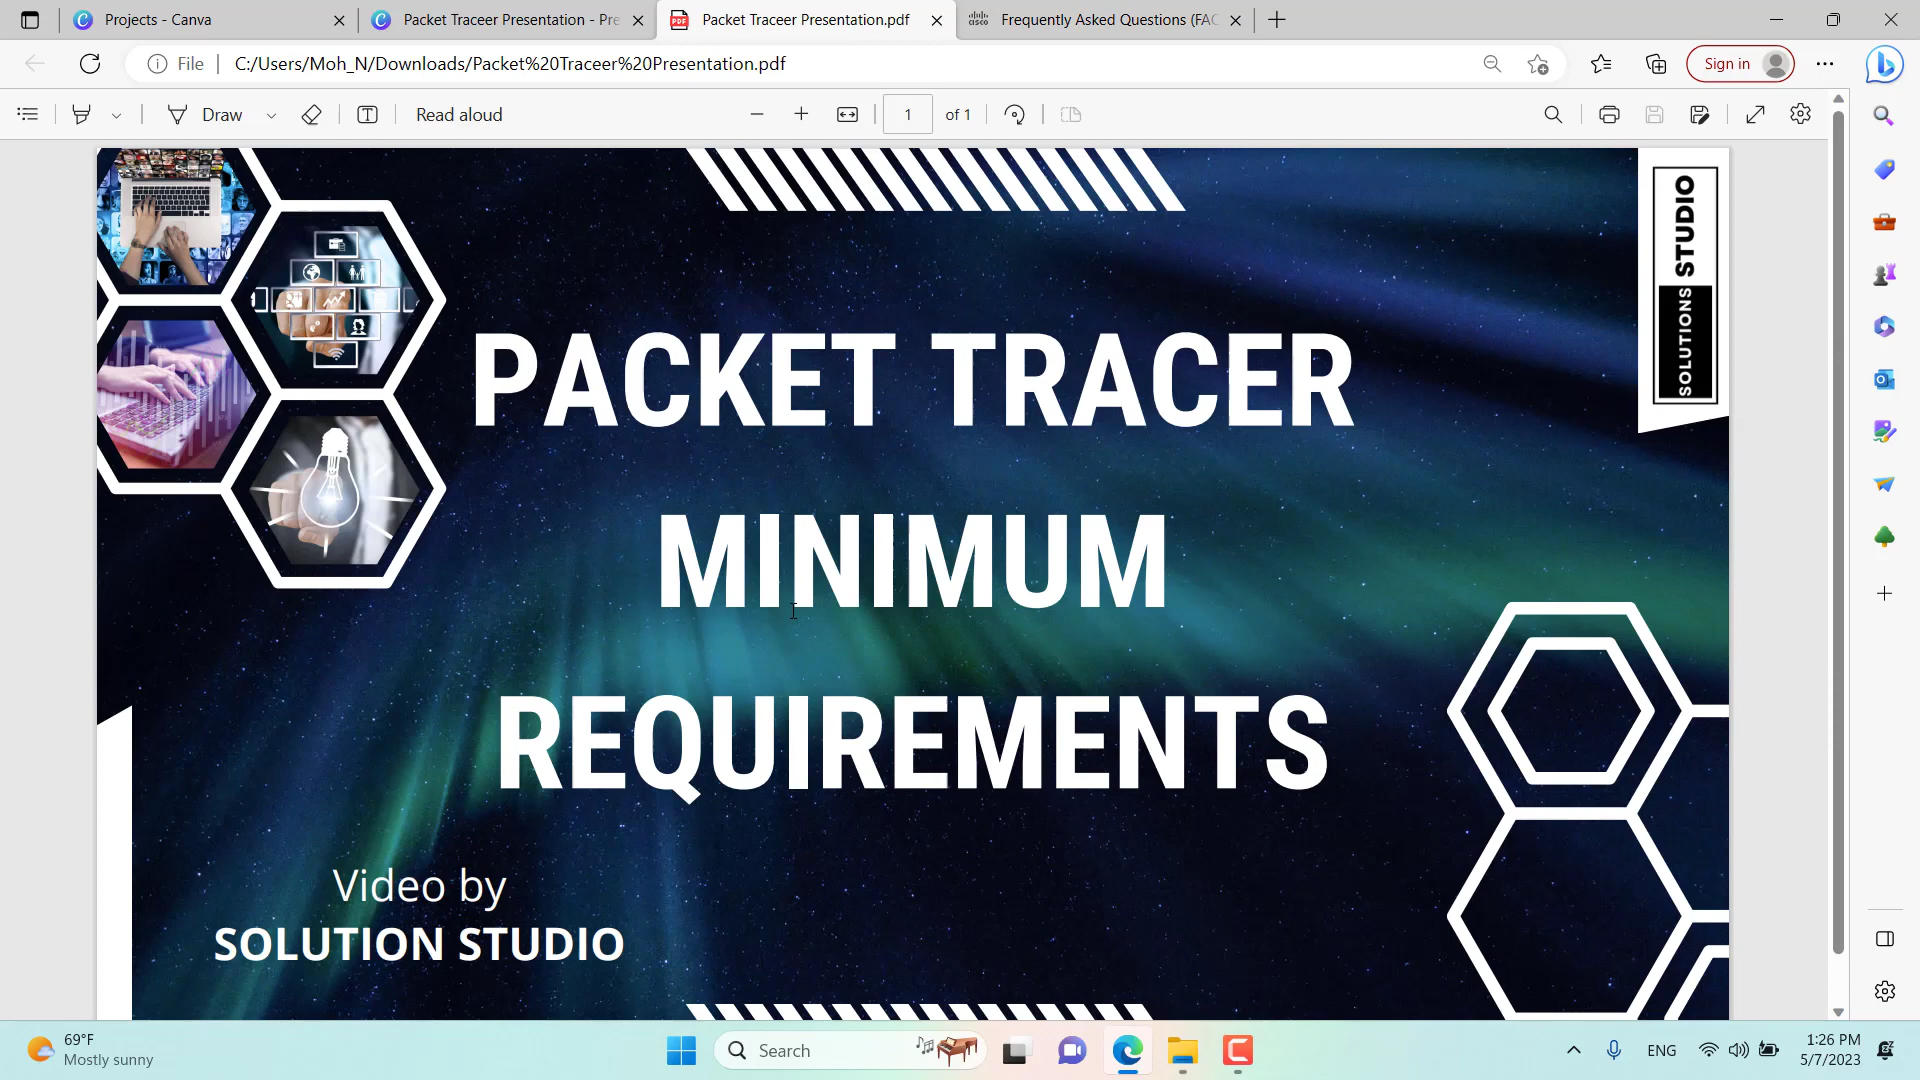 Projects - Canva
Packet Traceer Presentation - Pre
Packet Traceer Presentation.pdf
Frequently Asked Questions (FAC
File
C:/Users/Moh_N/Downloads/Packet%20Traceer%20Presentation.pdf
Sign in
Draw
Read aloud
1 of 1
SOLUTIONS STUDIO
PACKET TRACER
MINIMUM
REQUIREMENTS
Video by
SOLUTION STUDIO
69°F
Mostly sunny
Search
ENG
1:26 PM
5/7/2023